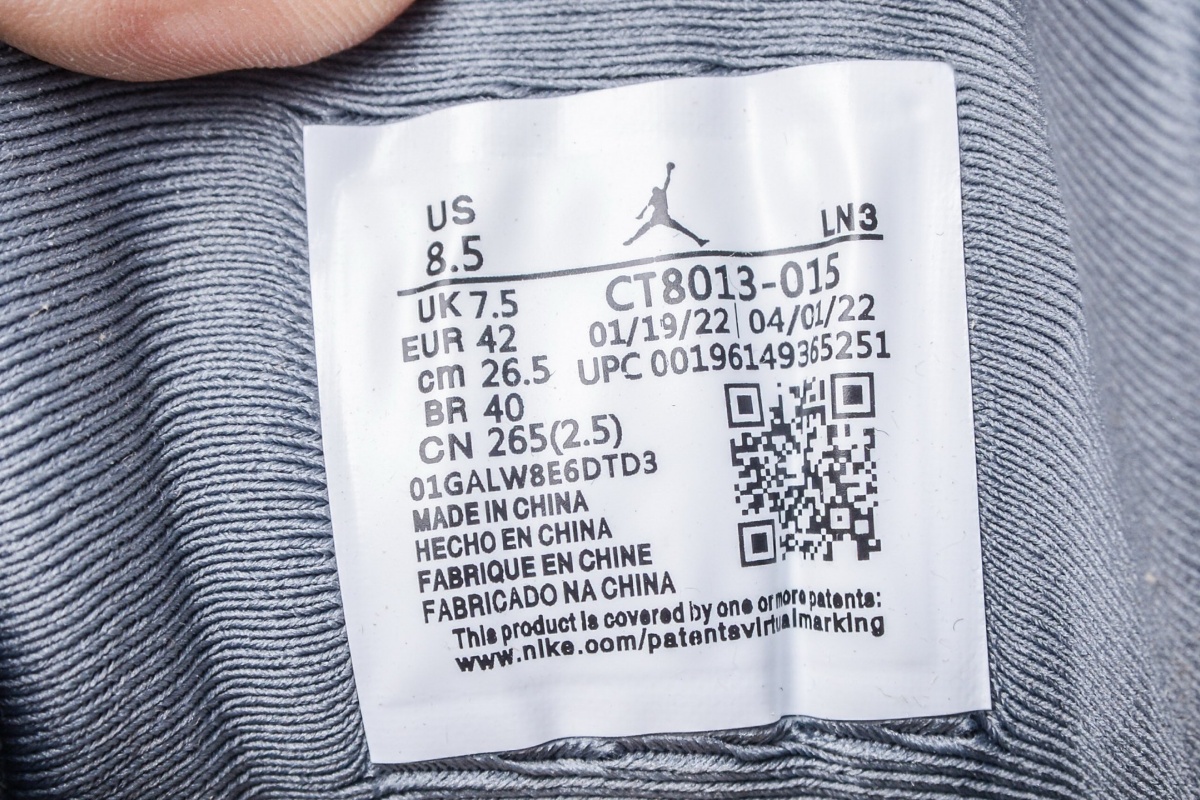 US
8.5
LN3
UK 7.5
EUR 42
cm 26.5
BR 40
CN 265(2.5)
CT8013-015
01/19/22 | 04/01/22
UPC 00196149365251
01GALW8E6DTD3
MADE IN CHINA
HECHO EN CHINA
FABRIQUE EN CHINE
FABRICADO NA CHINA
This product is covered by one or more patents:
www.nike.com/patentsvirtualmarking